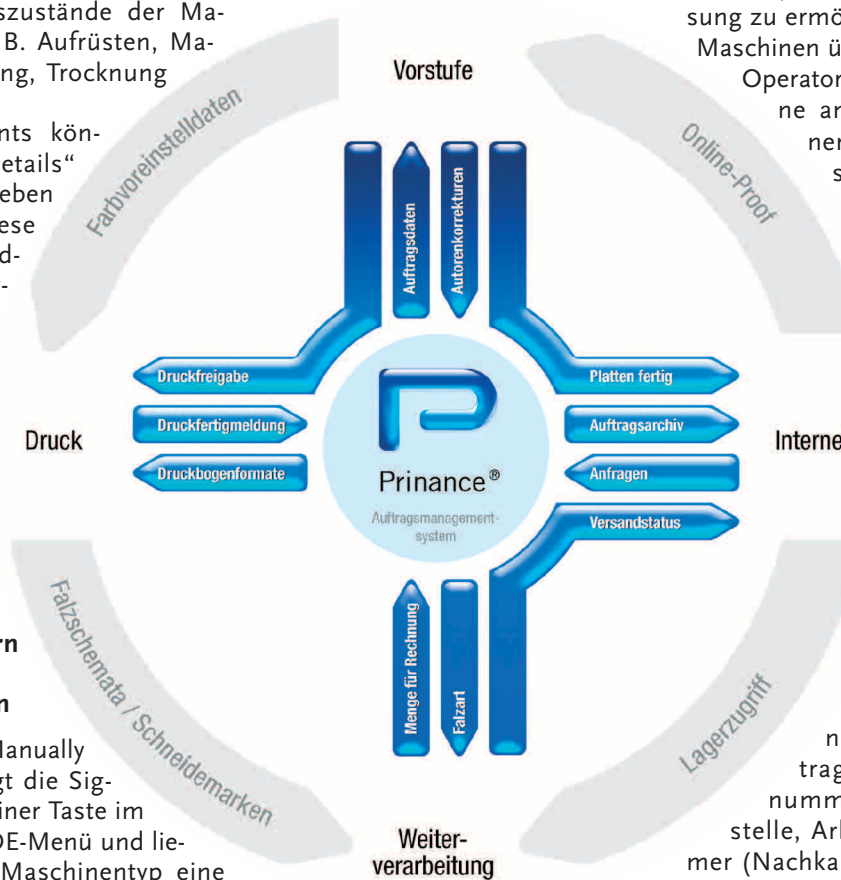 szustände der Ma-
B. Aufrüsten, Ma-
ng, Trocknung
nts kön-
etails“
eben
iese
d-
sung zu ermö
Maschinen ü
Operator
ne ar
ner
s
Vorstufe
Farbvoreinstelldaten
Online-Proof
Auftragsdaten
Autorenkorrekturen
Druckfreigabe
Druckfertigmeldung
Druckbogenformate
Druck
Platten fertig
Auftragsarchiv
Anfragen
Versandstatus
Interne
Prinance®
Auftragsmanagement-
system
Menge für Rechnung
Falzart
Falzschemata / Schneidemarken
Lagerzugriff
Weiter-
verarbeitung
rn
n
Manually
gt die Sig-
iner Taste im
DE-Menü und lie-
Maschinentyp eine
n
trag
numm
stelle, Arl
mer (Nachka